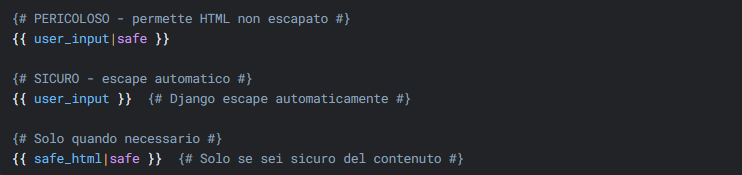 {# PERICOLOSO - permette HTML non escapato #}
{{ user_input|safe }}
{# SICURO - escape automatico #}
{{ user_input }}  {# Django escape automaticamente #}
{# Solo quando necessario #}
{{ safe_html|safe }}  {# Solo se sei sicuro del contenuto #}